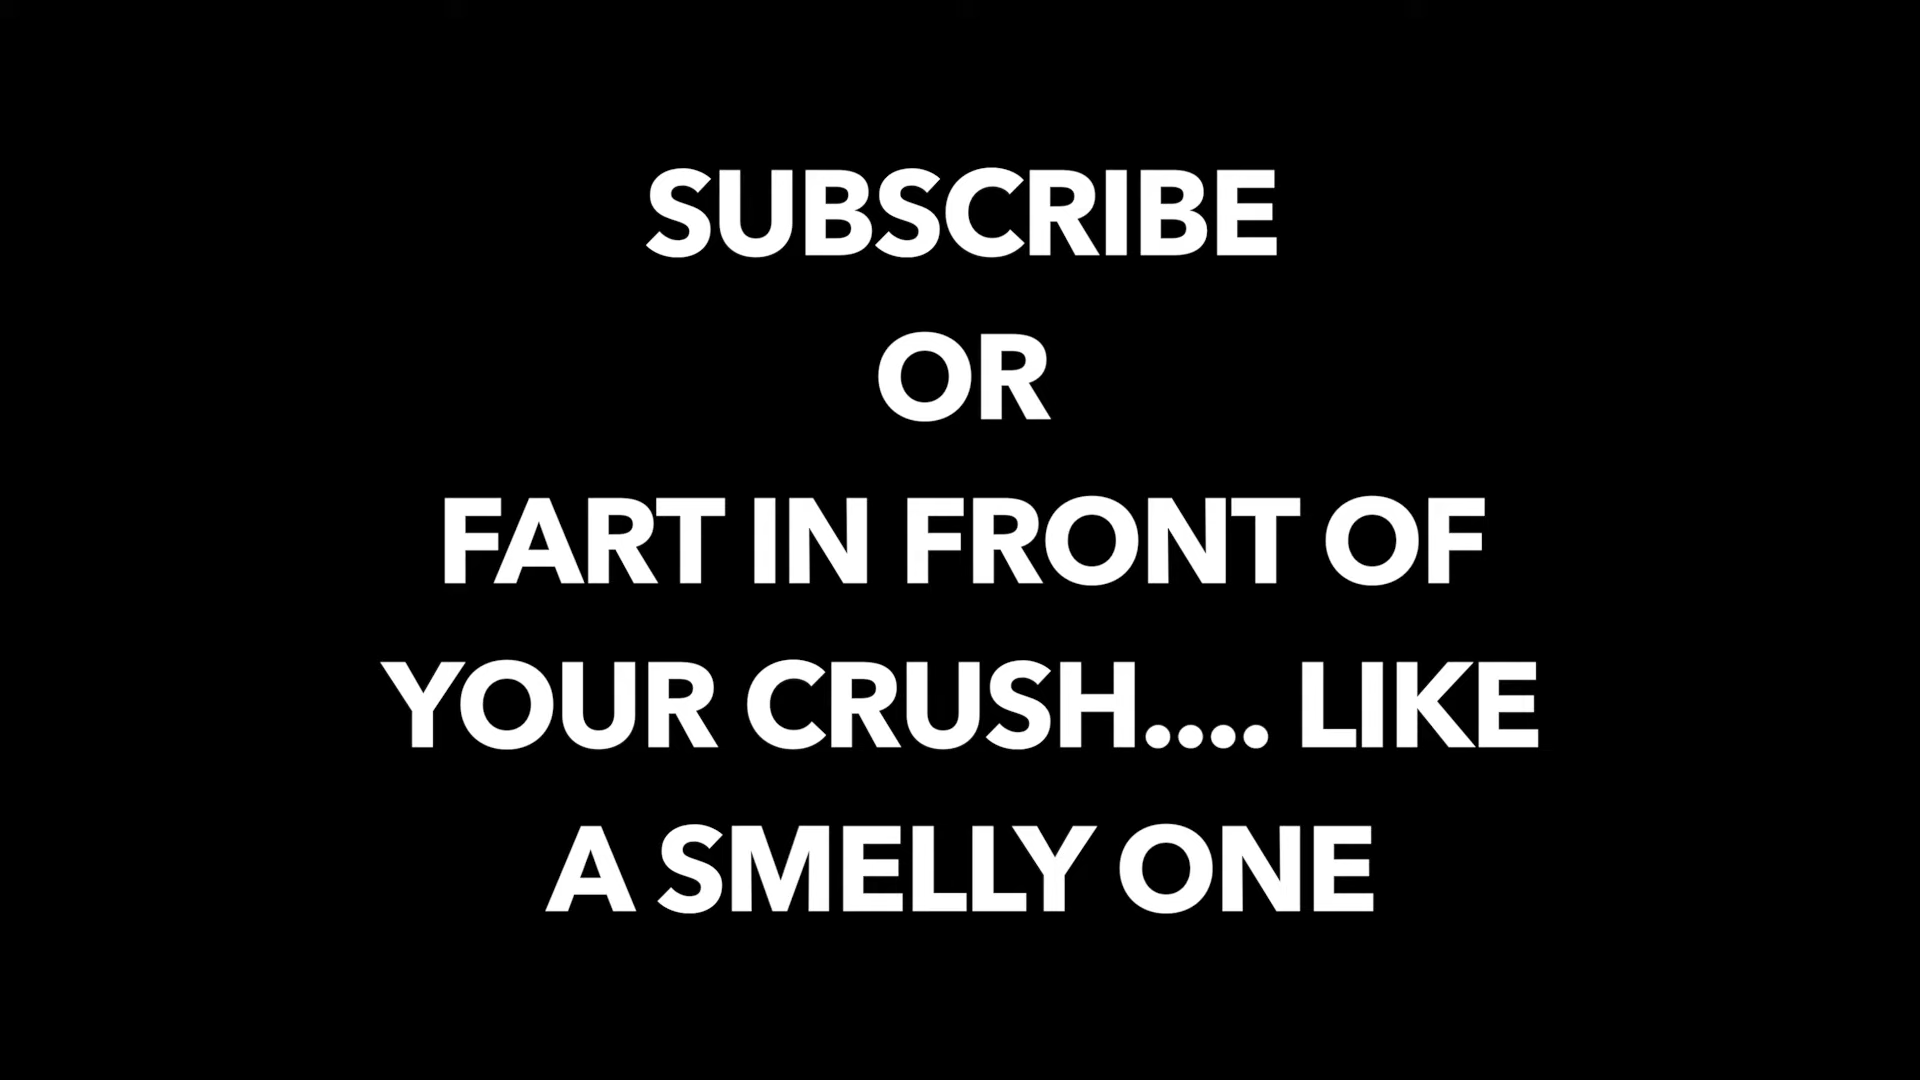 SUBSCRIBE
OR
FART IN FRONT OF
YOUR CRUSH.... LIKE
A SMELLY ONE